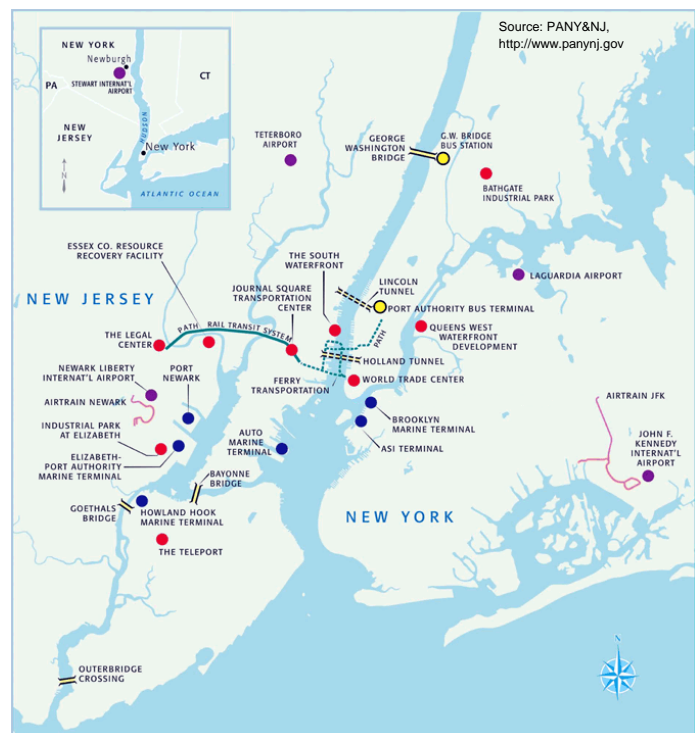 Source: PANY&NJ,
http://www.panynj.gov
NEW YORK
Newburgh
STEWART INTERNAT'L
AIRPORT
PA
CT
NEW
JERSEY
HUDSON
New York
N
ATLANTIC OCEAN
TETERBORO
AIRPORT
GEORGE
WASHINGTON
BRIDGE
G.W. BRIDGE
BUS STATION
BATHGATE
INDUSTRIAL PARK
ESSEX CO. RESOURCE
RECOVERY FACILITY
THE SOUTH
WATERFRONT
LINCOLN
TUNNEL
LAGUARDIA AIRPORT
JOURNAL SQUARE
TRANSPORTATION
CENTER
NEW JERSEY
PORT AUTHORITY BUS TERMINAL
PATH RAIL TRANSIT SYSTEM
PATH
THE LEGAL
CENTER
QUEENS WEST
WATERFRONT
DEVELOPMENT
HOLLAND TUNNEL
NEWARK LIBERTY
INTERNAT'L AIRPORT
PORT
NEWARK
FERRY
TRANSPORTATION
WORLD TRADE CENTER
AIRTRAIN NEWARK
AIRTRAIN JFK
INDUSTRIAL PARK
AT ELIZABETH
AUTO
MARINE
TERMINAL
BROOKLYN
MARINE TERMINAL
ASI TERMINAL
JOHN F.
KENNEDY
INTERNAT'L
AIRPORT
ELIZABETH-
PORT AUTHORITY
MARINE TERMINAL
BAYONNE
BRIDGE
GOETHALS
BRIDGE
HOWLAND HOOK
MARINE TERMINAL
NEW YORK
THE TELEPORT
N
OUTERBRIDGE
CROSSING